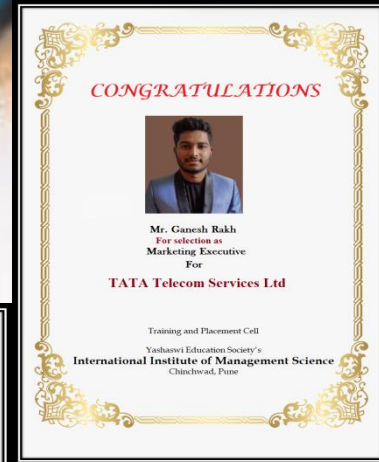 CONGRATULATIONS
Mr. Ganesh Rakh
For selection as
Marketing Executive
For
TATA Telecom Services Ltd
Training and Placement Cell
Yashaswi Education Society's
International Institute of Management Science
Chinchwad, Pune